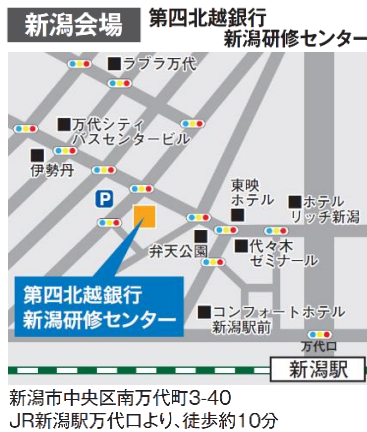 新潟会場
第四北越銀行
新潟研修センター
ラブラ万代
万代シティ
バスセンタービル
伊勢丹
P
東映
ホテル
ホテル
リッチ新潟
弁天公園
代々木
ゼミナール
第四北越銀行
新潟研修センター
コンフォートホテル
新潟駅前
万代口
新潟駅
新潟市中央区南万代町3-40
JR新潟駅万代口より、徒歩約10分